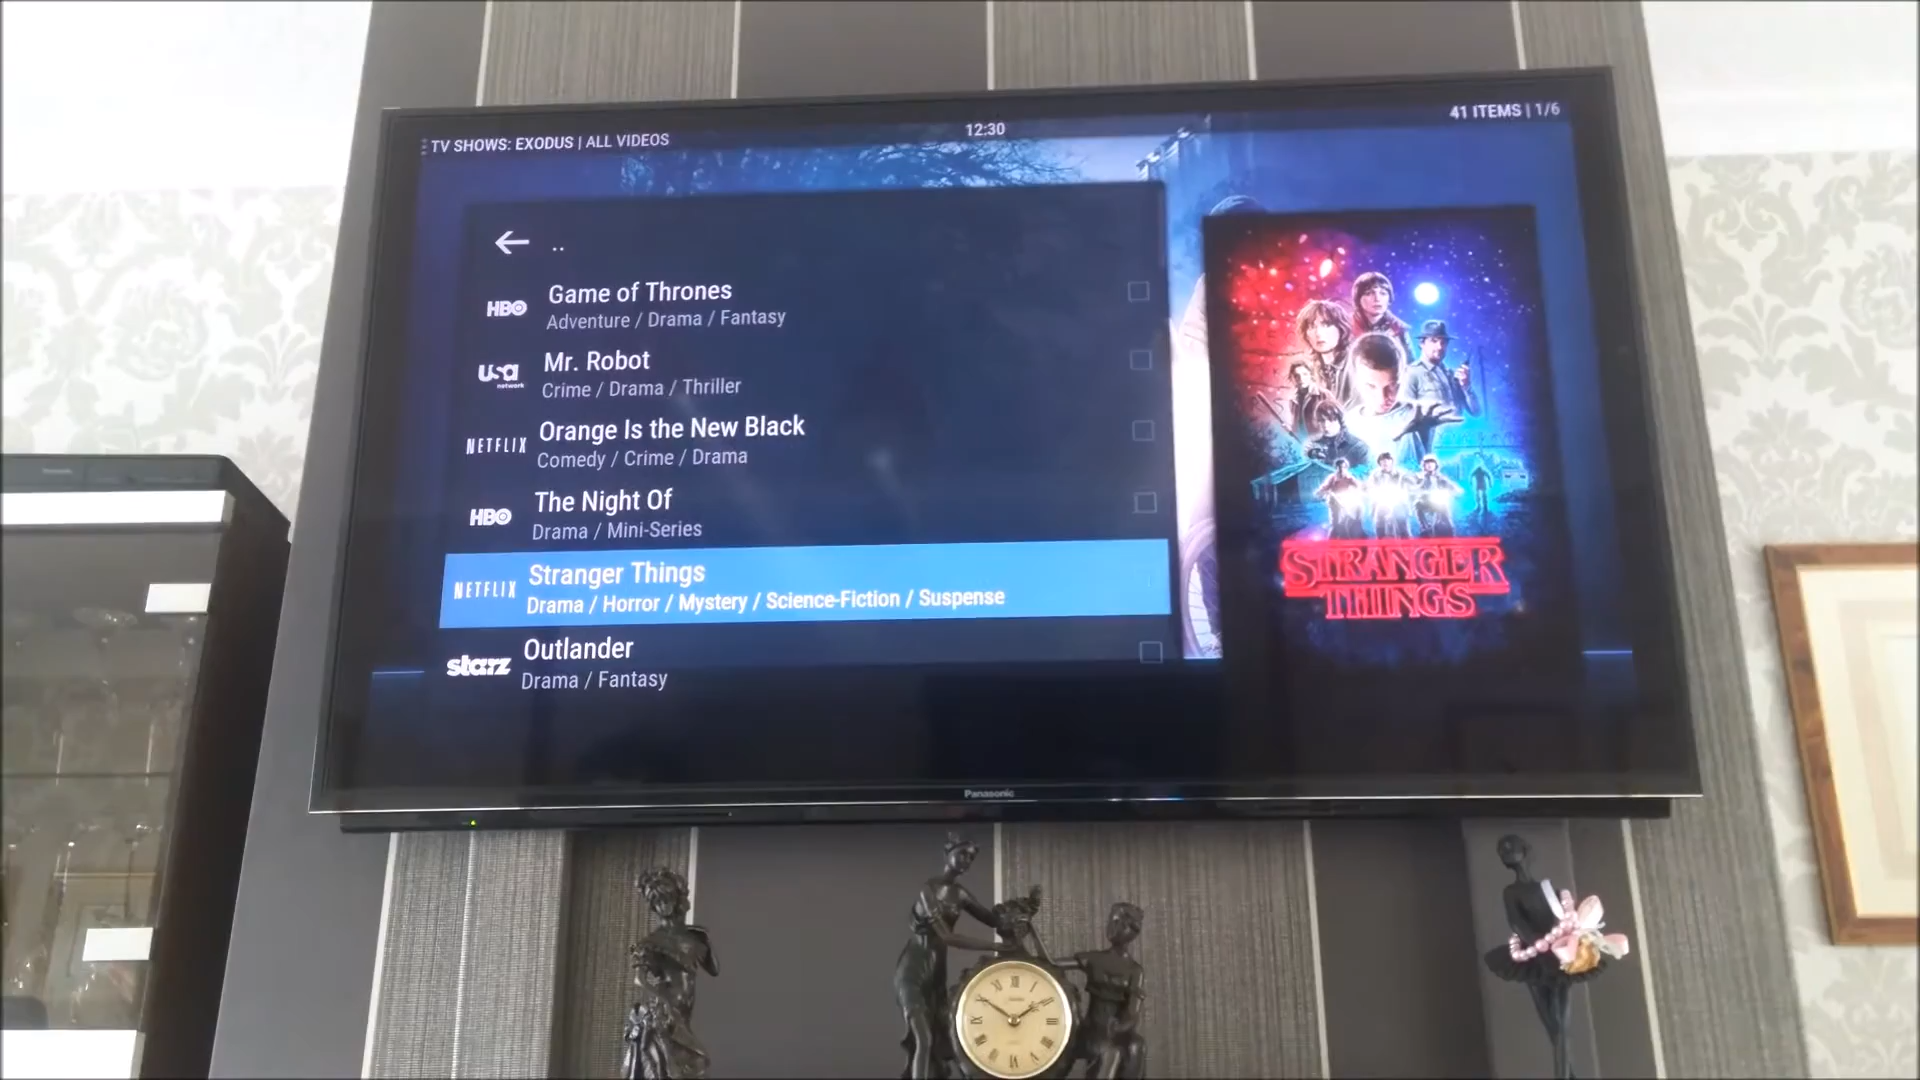 TV SHOWS: EXODUS | ALL VIDEOS
12:30
41 ITEMS | 1/6
..
HBO
Game of Thrones
Adventure / Drama / Fantasy
usa
network
Mr. Robot
Crime / Drama / Thriller
NETFLIX
Orange Is the New Black
Comedy / Crime / Drama
HBO
The Night Of
Drama / Mini-Series
NETFLIX
Stranger Things
Drama / Horror / Mystery / Science-Fiction / Suspense
starz
Outlander
Drama / Fantasy
STRANGER
THINGS
Panasonic